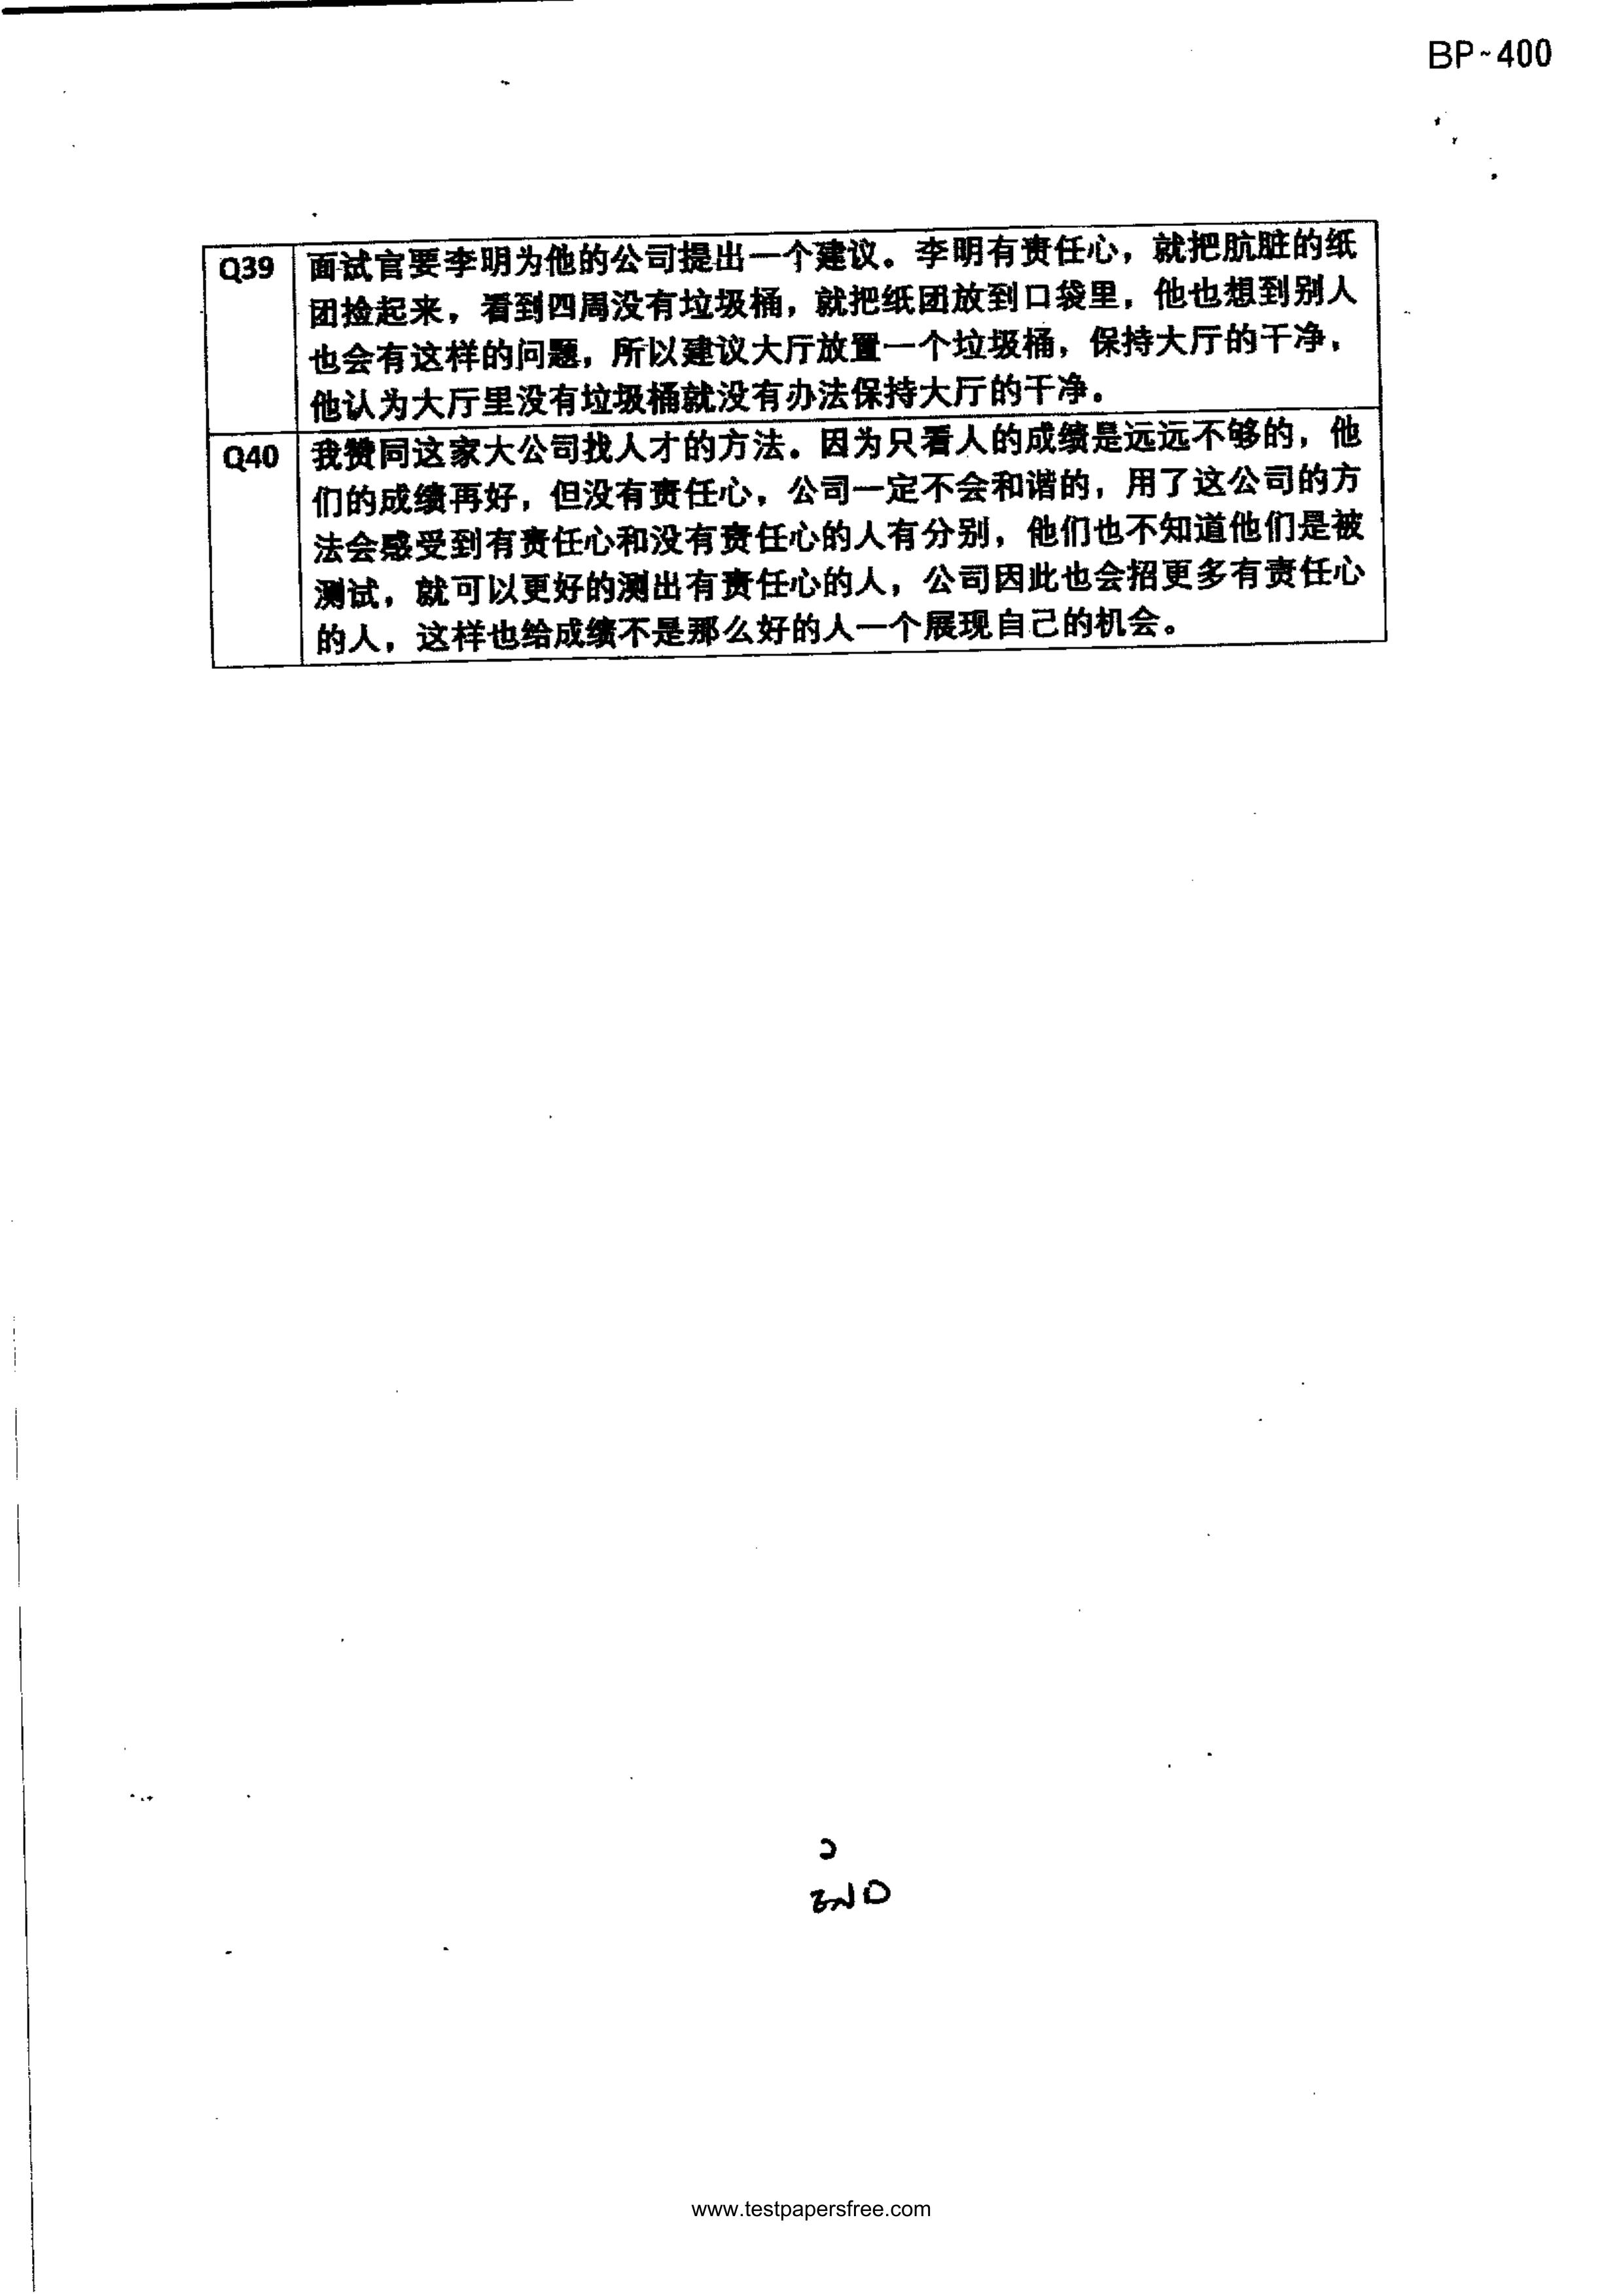 BP~400
Q39 面试官要李明为他的公司提出一个建议。李明有责任心，就把肮脏的纸
团捡起来，看到四周没有垃圾桶，就把纸团放到口袋里，他也想到别人
也会有这样的问题，所以建议大厅放置一个垃圾桶，保持大厅的干净，
他认为大厅里没有垃圾桶就没有办法保持大厅的干净。
Q40 我赞同这家大公司找人才的方法。因为只看人的成绩是远远不够的，他
们的成绩再好，但没有责任心，公司一定不会和谐的，用了这公司的方
法会感受到有责任心和没有责任心的人有分别，他们也不知道他们是被
测试，就可以更好的测出有责任心的人，公司因此也会招更多有责任心
的人，这样也给成绩不是那么好的人一个展现自己的机会。
END
www.testpapersfree.com